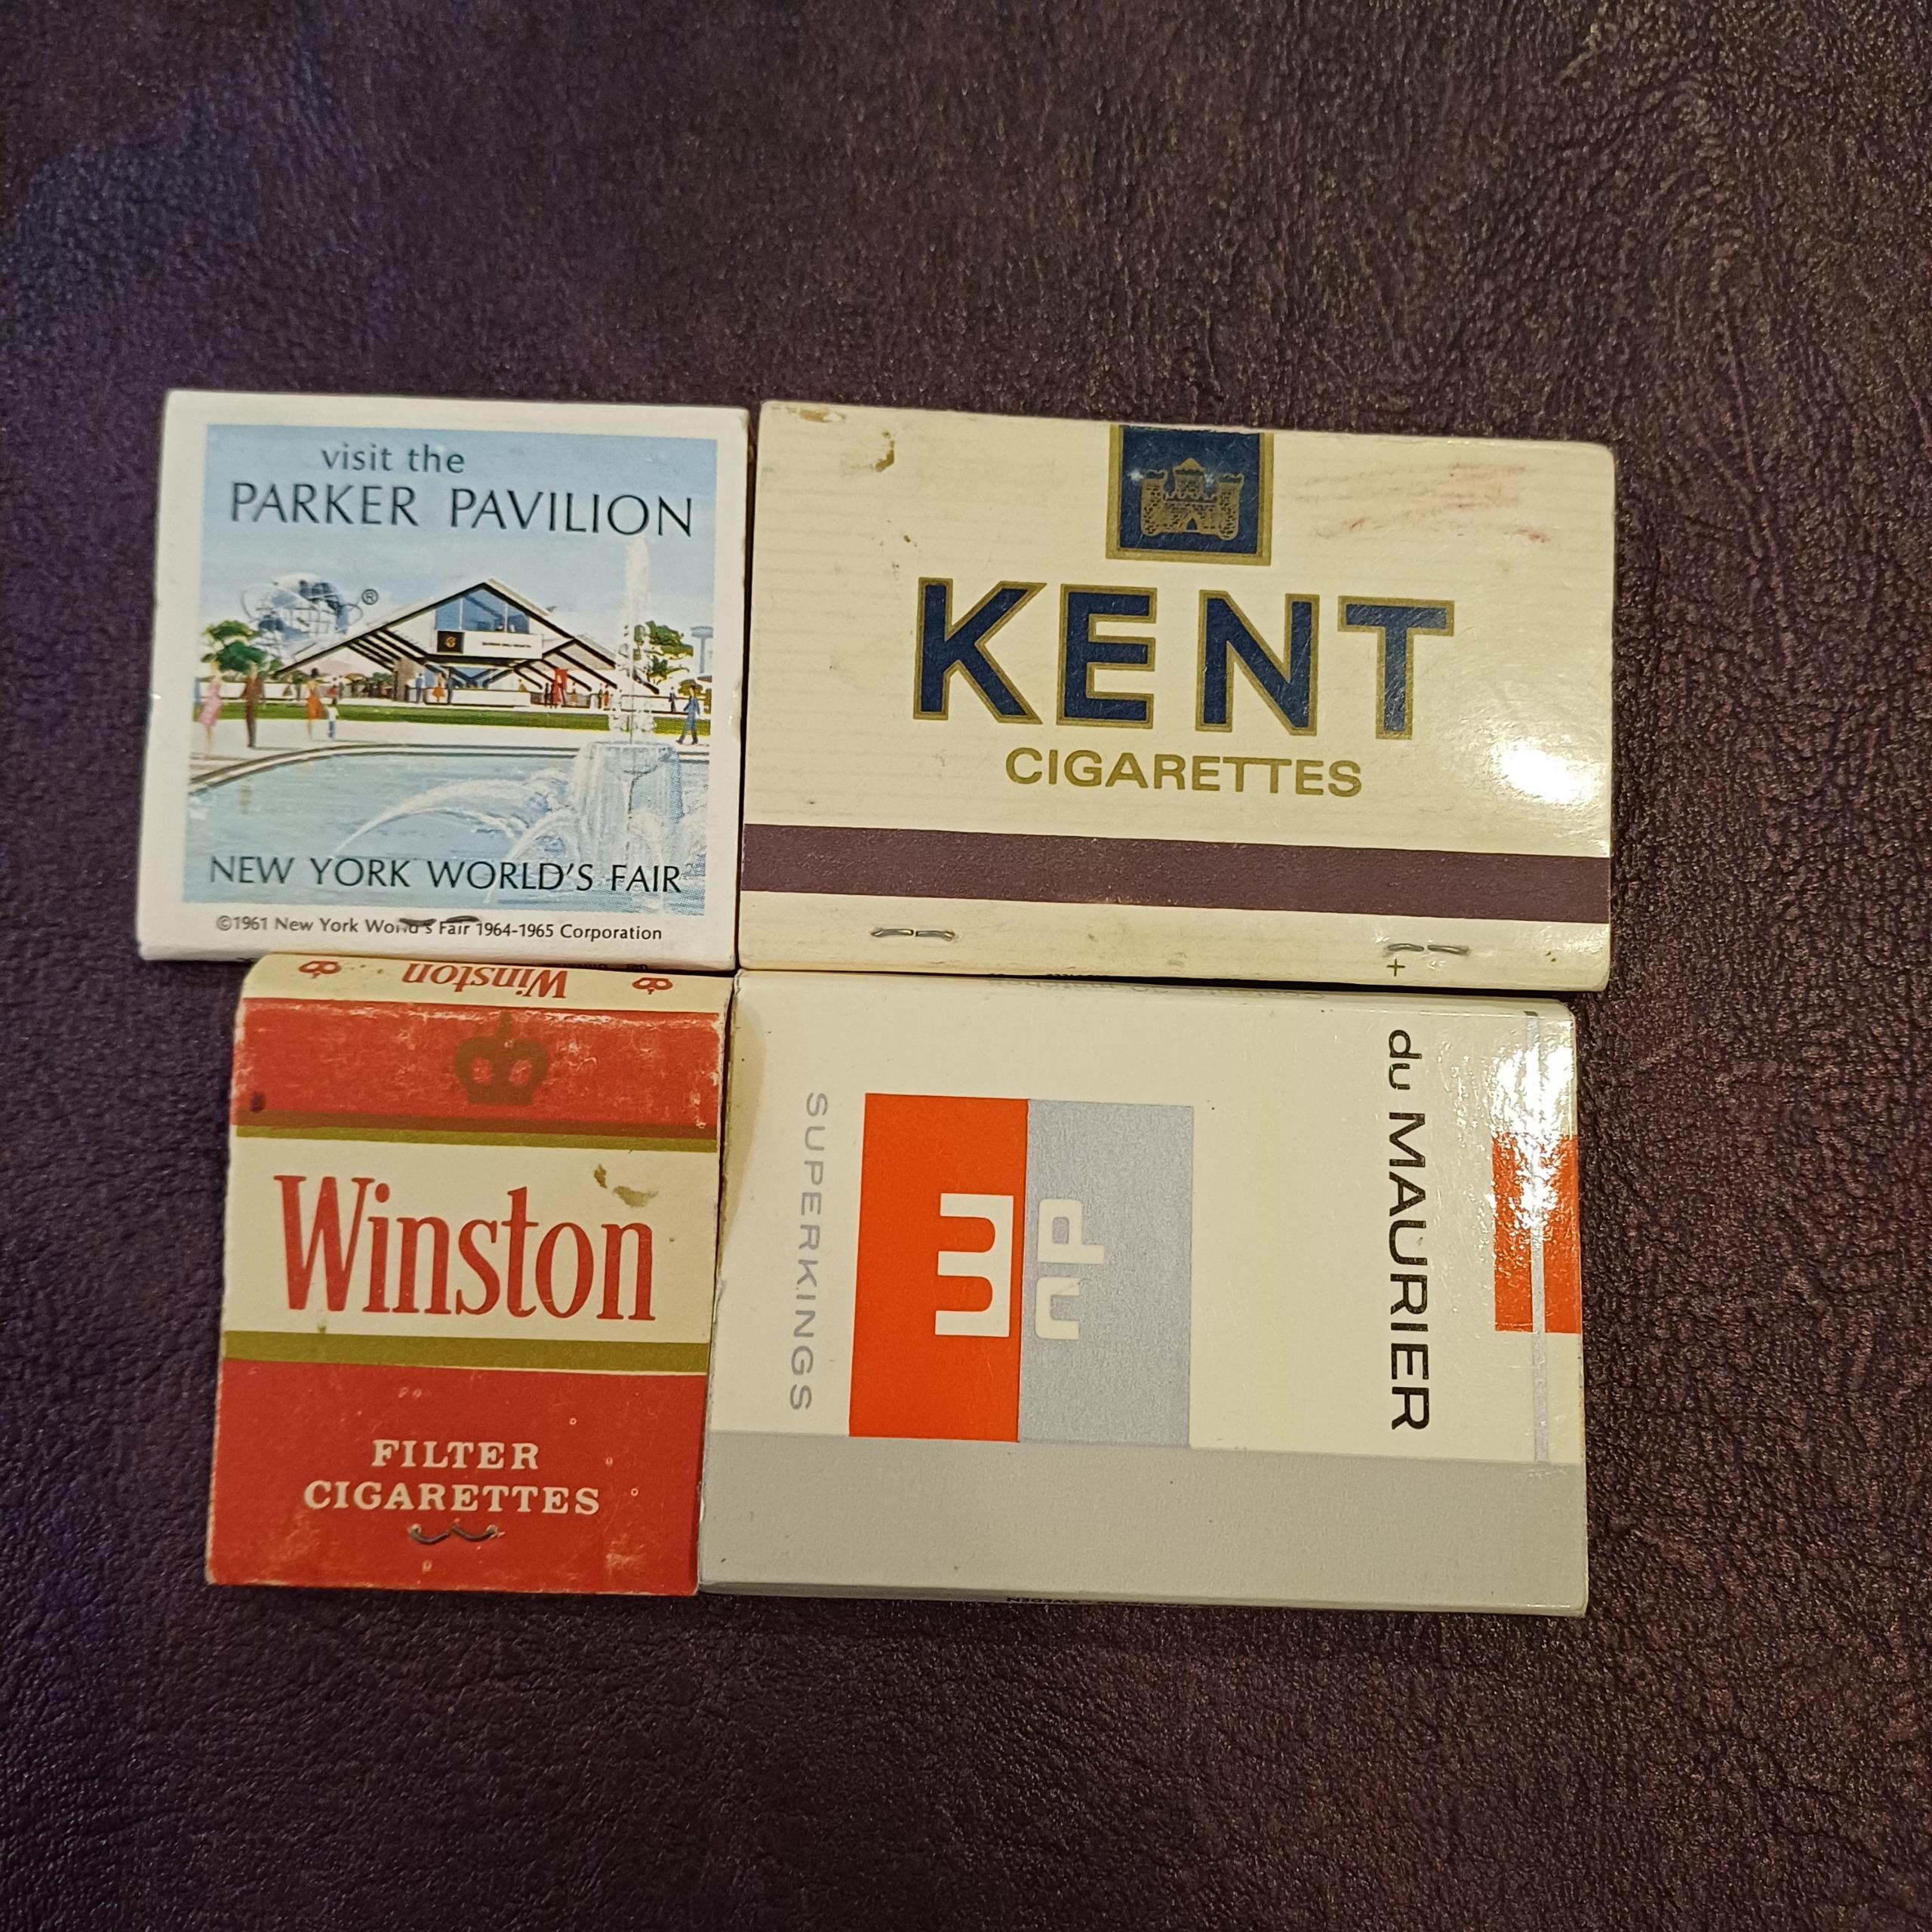 visit the
PARKER PAVILION
®
NEW YORK WORLD'S FAIR
©1961 New York World's Fair 1964-1965 Corporation
KENT
CIGARETTES
+
Winston
Winston
FILTER
CIGARETTES
du MAURIER
du
m
SUPERKINGS